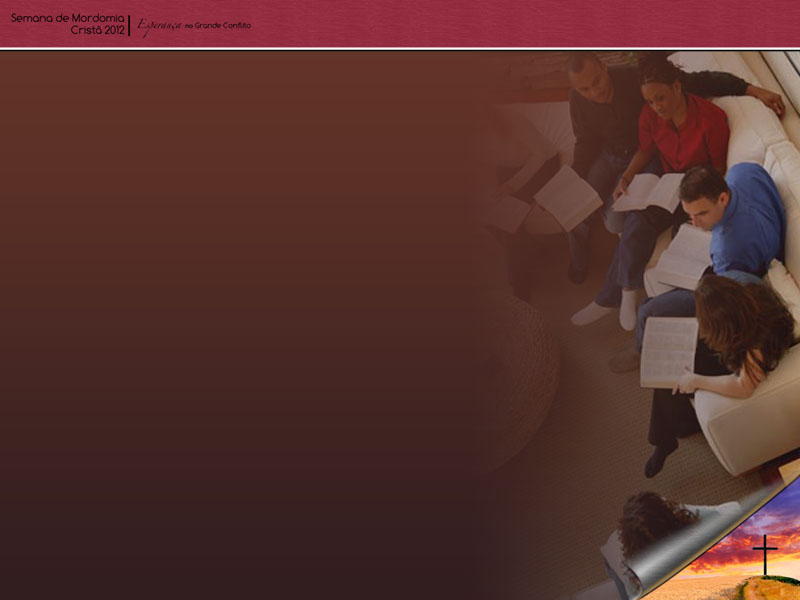 Semana de Mordomia
Cristã 2012
Esperança no Grande Conflito